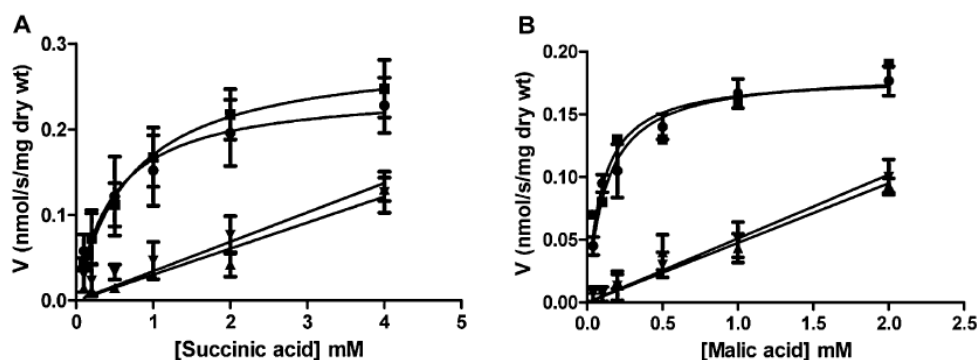 A
B
V (nmol/s/mg dry wt)
0.3
0.2
0.1
0.0
0 1 2 3 4 5
[Succinic acid] mM
V (nmol/s/mg dry wt)
0.20
0.15
0.10
0.05
0.00
0.0 0.5 1.0 1.5 2.0 2.5
[Malic acid] mM